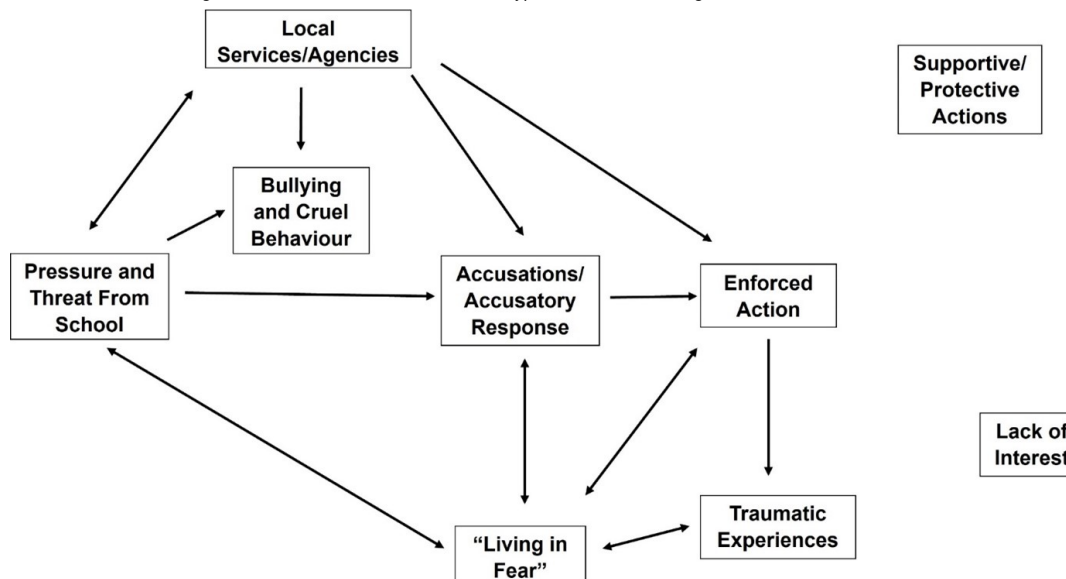 Local
Services/Agencies
Supportive/
Protective
Actions
Bullying
and Cruel
Behaviour
Pressure and
Threat From
School
Accusations/
Accusatory
Response
Enforced
Action
Lack of
Interest
Traumatic
Experiences
“Living in
Fear”